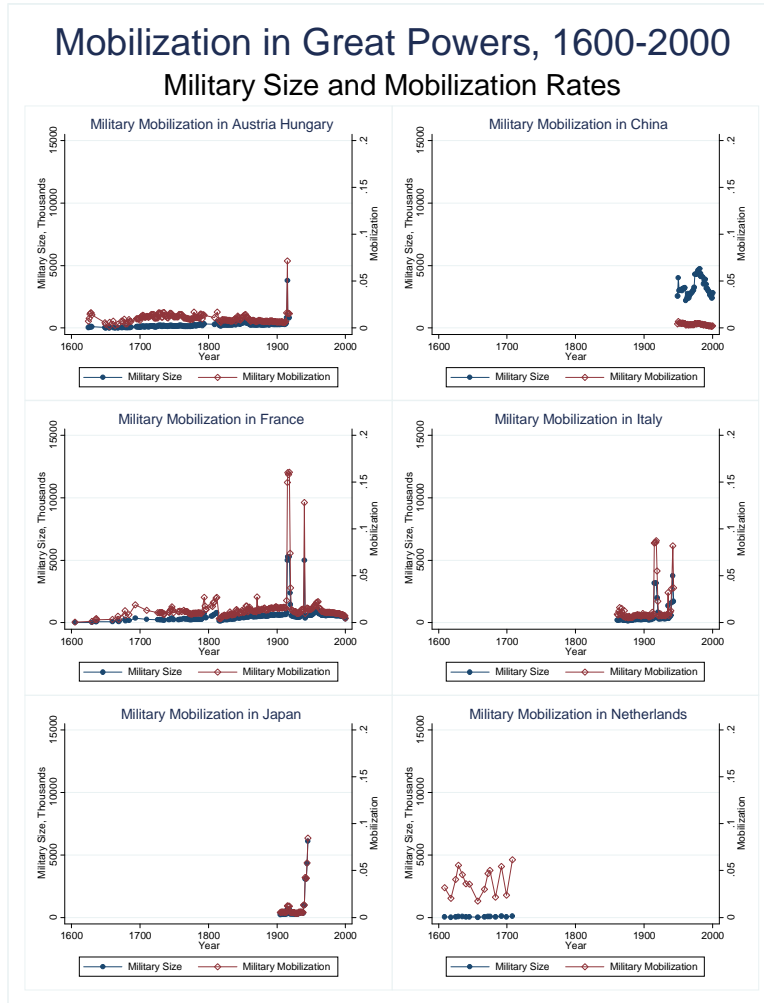 Mobilization in Great Powers, 1600-2000
Military Size and Mobilization Rates
Military Mobilization in Austria Hungary
Military Size, Thousands
0
5000
10000
15000
0
.05
.1
.15
.2
Mobilization
1600
1700
1800
1900
2000
Year
Military Size
Military Mobilization
Military Mobilization in China
Military Size, Thousands
0
5000
10000
15000
0
.05
.1
.15
.2
Mobilization
1600
1700
1800
1900
2000
Year
Military Size
Military Mobilization
Military Mobilization in France
Military Size, Thousands
0
5000
10000
15000
0
.05
.1
.15
.2
Mobilization
1600
1700
1800
1900
2000
Year
Military Size
Military Mobilization
Military Mobilization in Italy
Military Size, Thousands
0
5000
10000
15000
0
.05
.1
.15
.2
Mobilization
1600
1700
1800
1900
2000
Year
Military Size
Military Mobilization
Military Mobilization in Japan
Military Size, Thousands
0
5000
10000
15000
0
.05
.1
.15
.2
Mobilization
1600
1700
1800
1900
2000
Year
Military Size
Military Mobilization
Military Mobilization in Netherlands
Military Size, Thousands
0
5000
10000
15000
0
.05
.1
.15
.2
Mobilization
1600
1700
1800
1900
2000
Year
Military Size
Military Mobilization